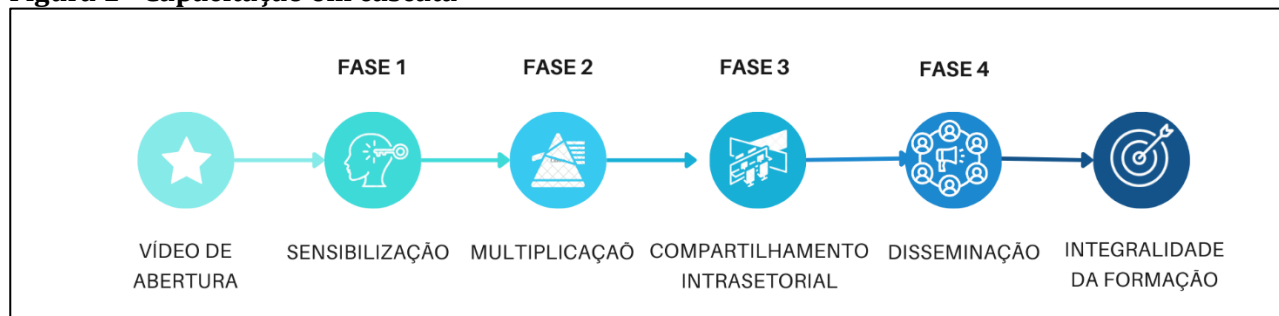 FASE 1
FASE 2
FASE 3
FASE 4
VÍDEO DE
ABERTURA
SENSIBILIZAÇÃO
MULTIPLICAÇAÕ
COMPARTILHAMENTO
INTRASETORIAL
DISSEMINAÇÃO
INTEGRALIDADE
DA FORMAÇÃO